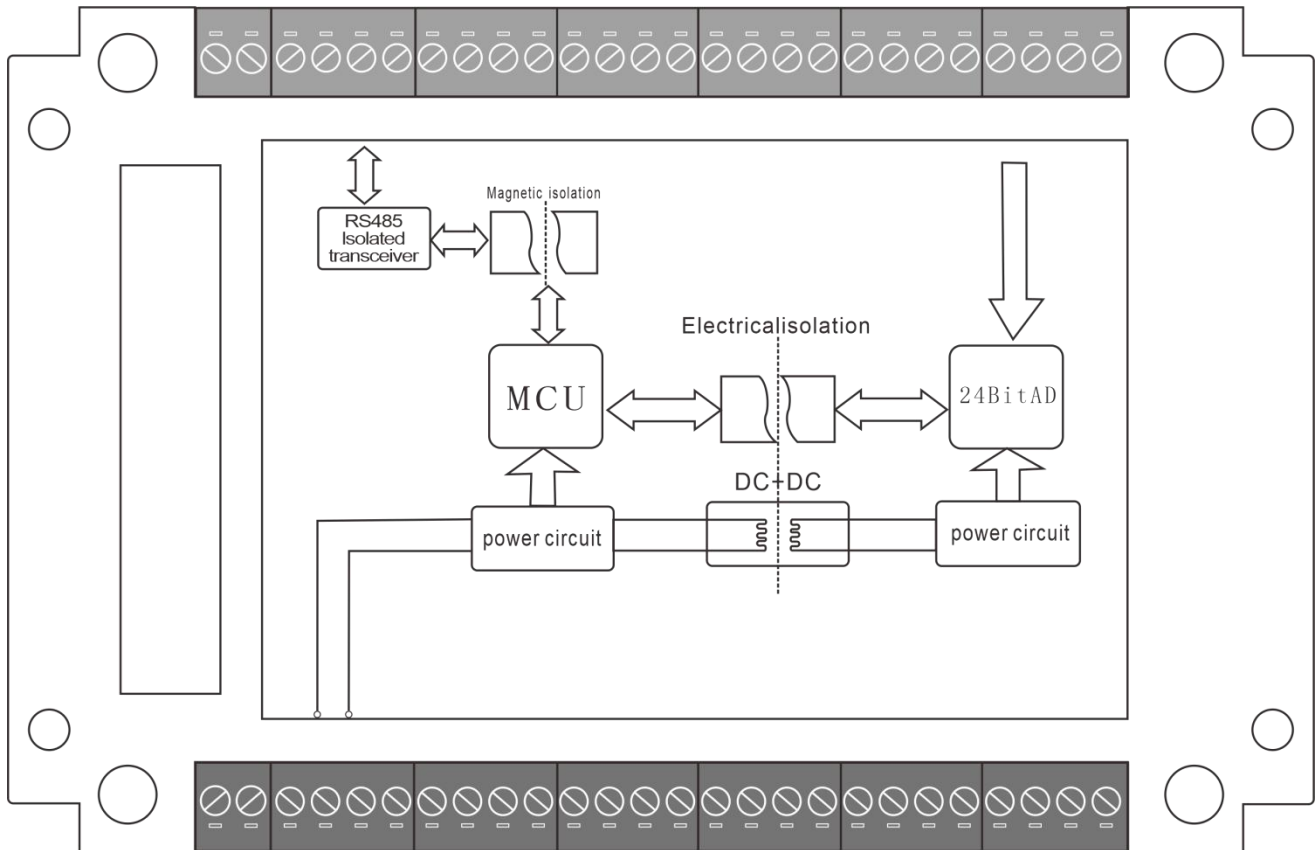 Magnetic isolation
RS485
Isolated
transceiver
Electricalisolation
MCU
24BitAD
DC+DC
power circuit
power circuit